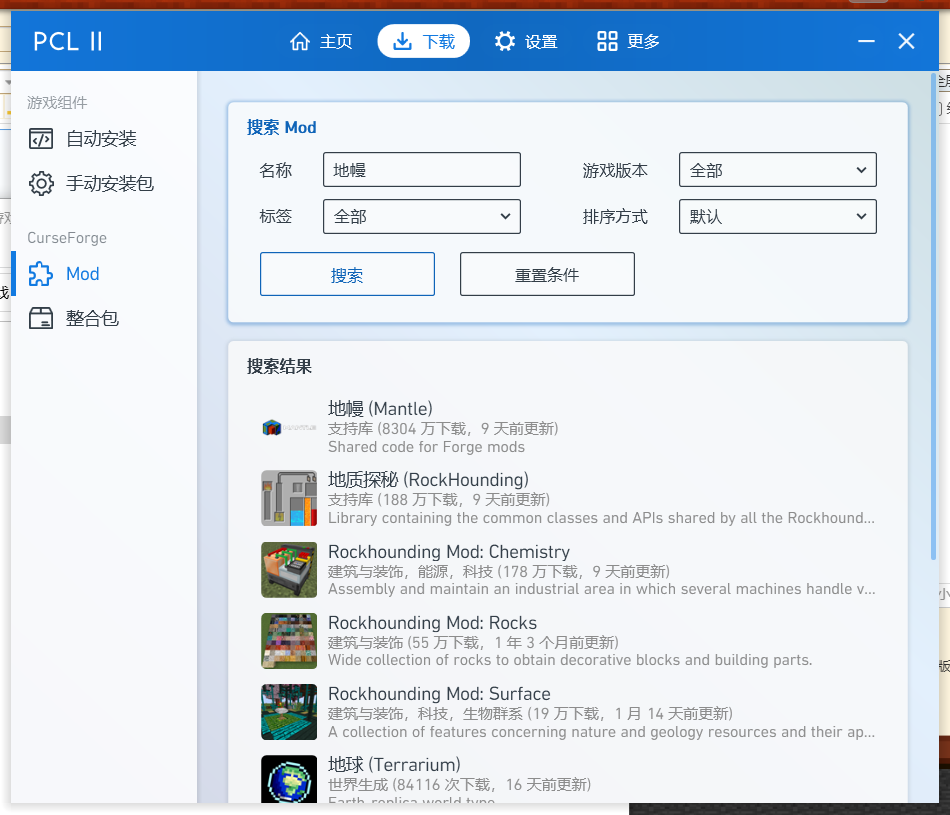 PCL II
主页
下载
设置
更多
游戏组件
自动安装
手动安装包
CurseForge
Mod
整合包
搜索 Mod
名称
地幔
游戏版本
全部
标签
全部
排序方式
默认
搜索
重置条件
搜索结果
地幔 (Mantle)
支持库 (8304 万下载，9 天前更新)
Shared code for Forge mods
地质探秘 (RockHounding)
支持库 (188 万下载，9 天前更新)
Library containing the common classes and APIs shared by all the Rockhound...
Rockhounding Mod: Chemistry
建筑与装饰，能源，科技 (178 万下载，9 天前更新)
Assembly and maintain an industrial area in which several machines handle v...
Rockhounding Mod: Rocks
建筑与装饰 (55 万下载，1 年 3 个月前更新)
Wide collection of rocks to obtain decorative blocks and building parts.
Rockhounding Mod: Surface
建筑与装饰，科技，生物群系 (19 万下载，1 月 14 天前更新)
A collection of features concerning nature and geology resources and their ap...
地球 (Terrarium)
世界生成 (84116 次下载，16 天前更新)
Earth-replica world type